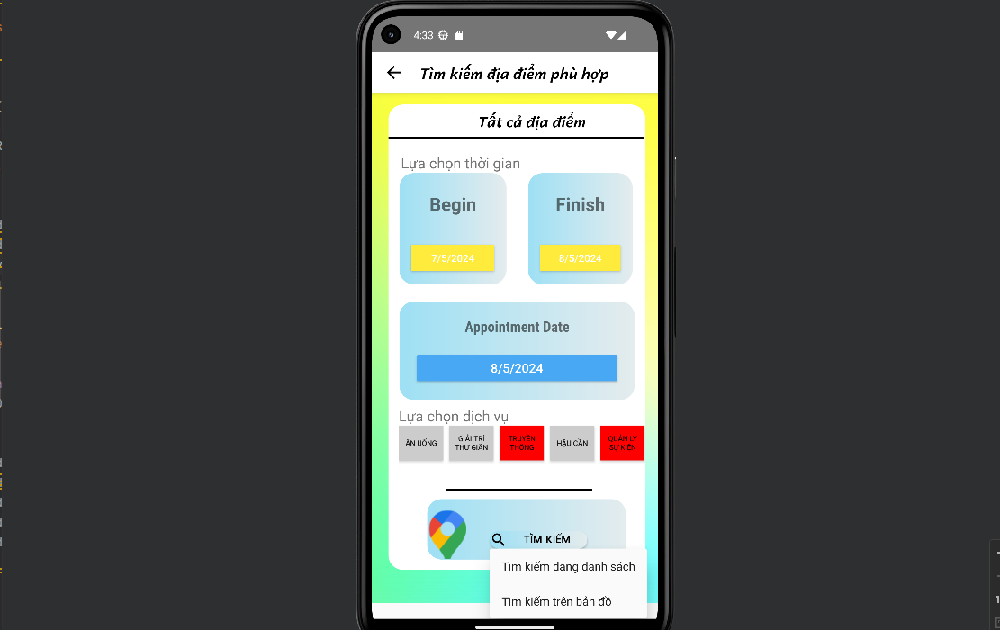 4:33
Tìm kiếm địa điểm phù hợp
Tất cả địa điểm
Lựa chọn thời gian
Begin
Finish
7/5/2024
8/5/2024
Appointment Date
8/5/2024
Lựa chọn dịch vụ
ĂN UỐNG
GIẢI TRÍ
THƯ GIÃN
TRUYỀN
THÔNG
HẬU CẦN
QUẢN LÝ
SỰ KIỆN
TÌM KIẾM
Tìm kiếm dạng danh sách
Tìm kiếm trên bản đồ